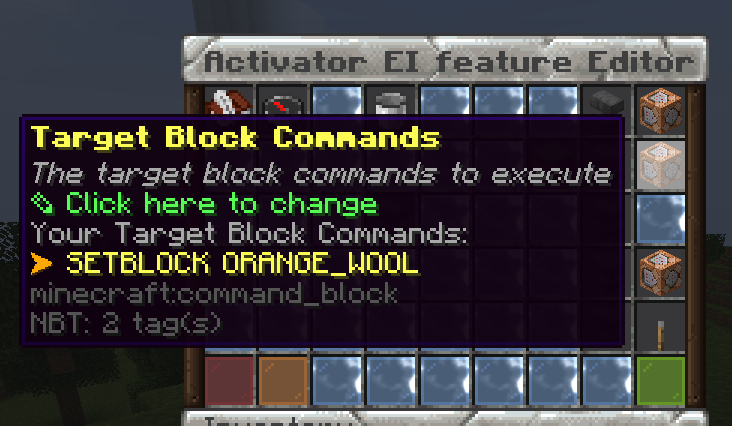 Activator EI feature Editor
Target Block Commands
The target block commands to execute
✎ Click here to change
Your Target Block Commands:
➤ SETBLOCK ORANGE_WOOL
minecraft:command_block
NBT: 2 tag(s)
Inventory